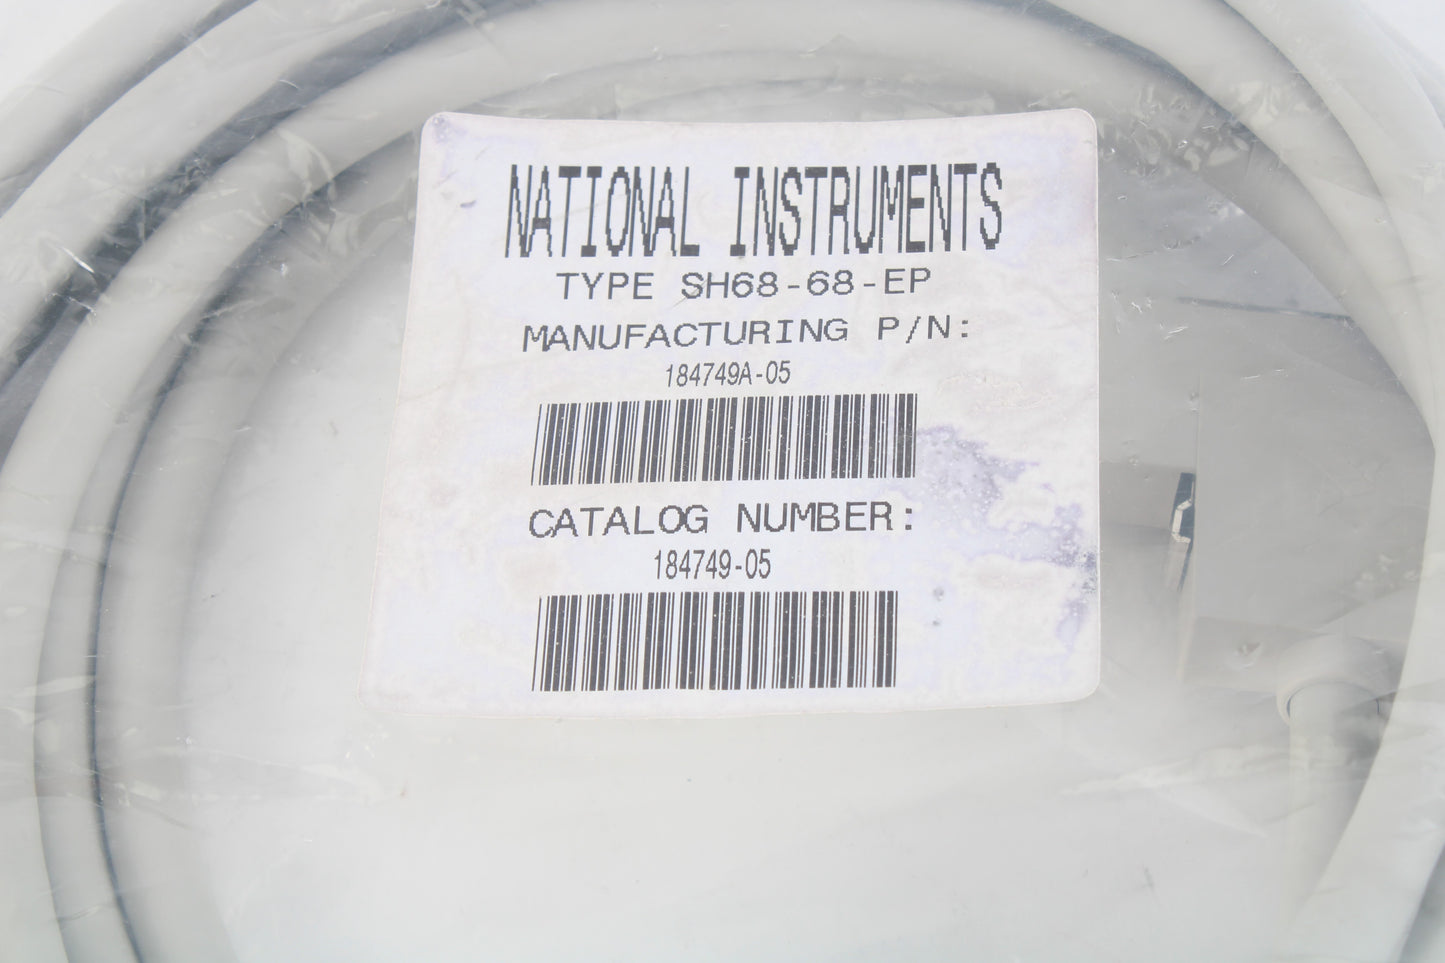 NATIONAL INSTRUMENTS
TYPE SH68-68-EP
MANUFACTURING P/N:
184749A-05
CATALOG NUMBER:
184749-05